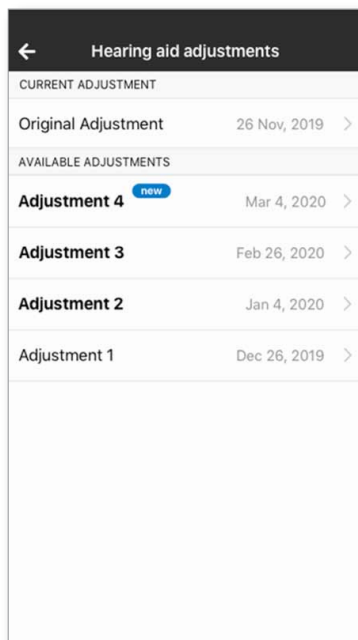 Hearing aid adjustments
CURRENT ADJUSTMENT
Original Adjustment 26 Nov, 2019
AVAILABLE ADJUSTMENTS
Adjustment 4 new Mar 4, 2020
Adjustment 3 Feb 26, 2020
Adjustment 2 Jan 4, 2020
Adjustment 1 Dec 26, 2019